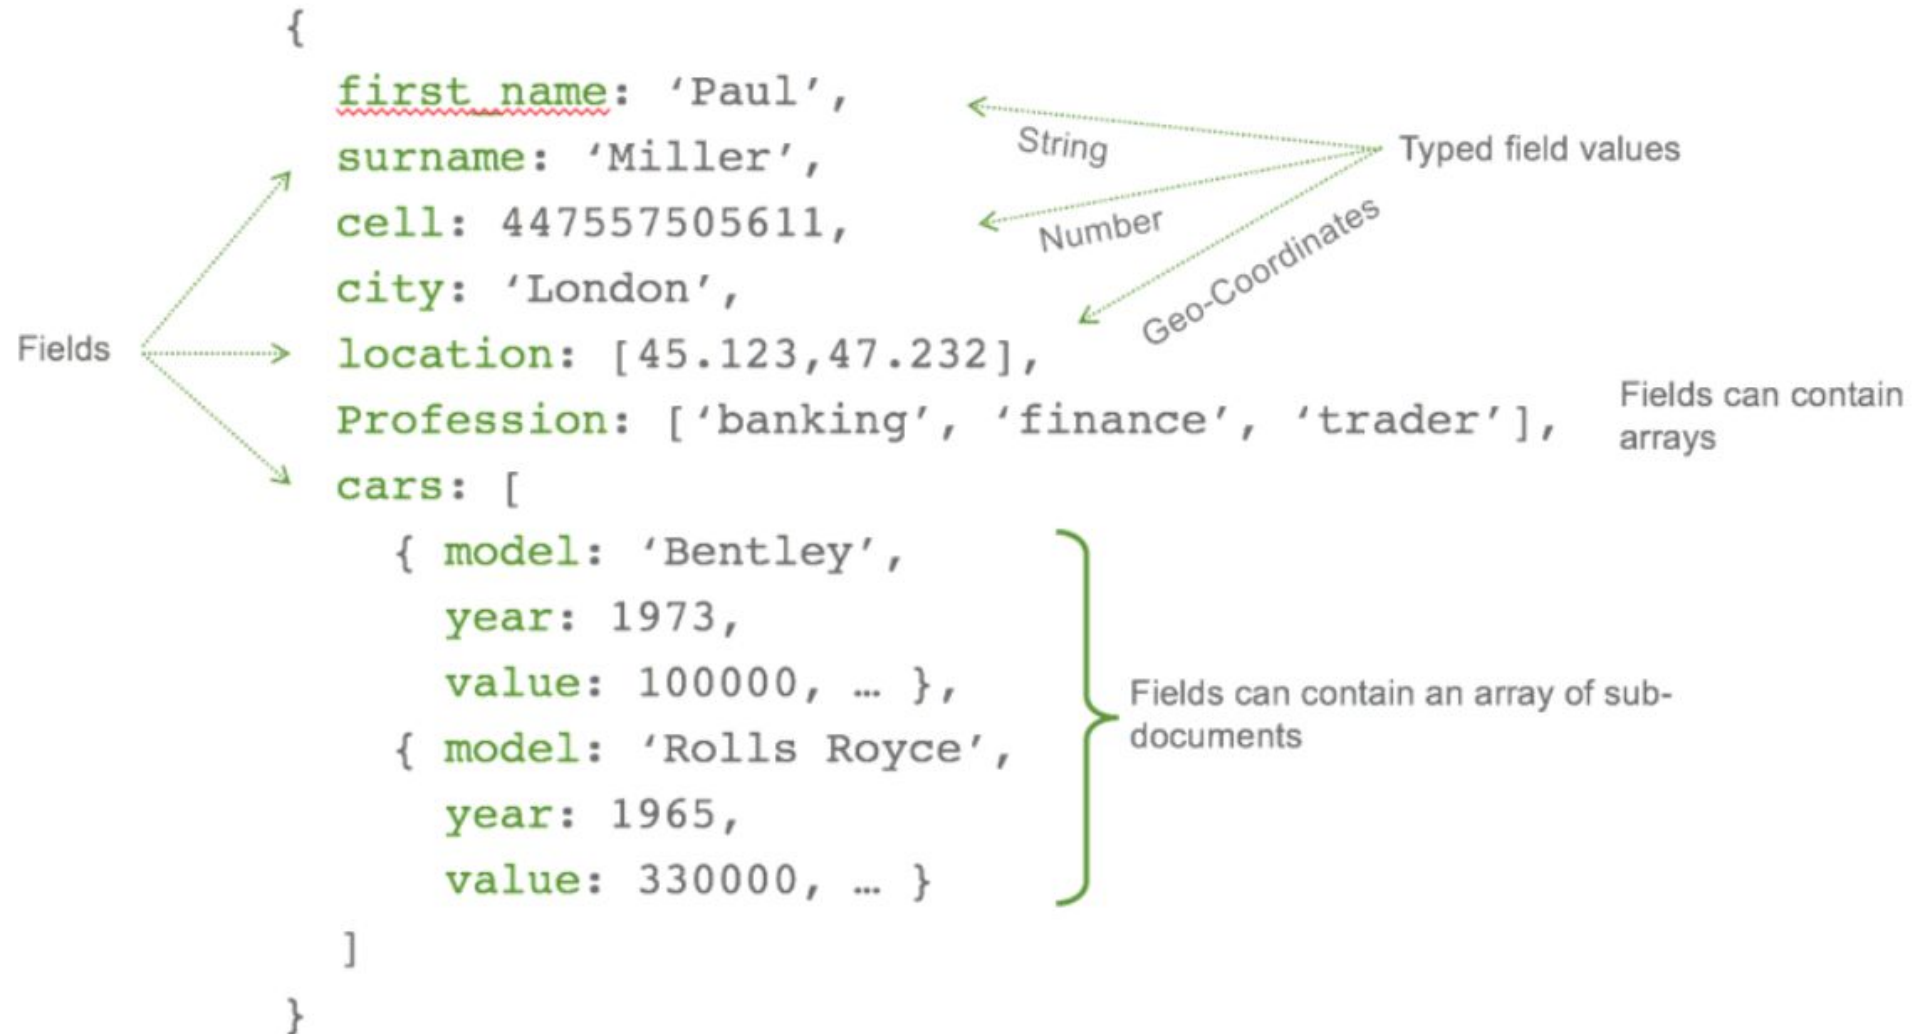 {
first_name: ‘Paul’,
surname: ‘Miller’,
cell: 447557505611,
city: ‘London’,
location: [45.123,47.232],
Profession: [‘banking’, ‘finance’, ‘trader’],
cars: [
{ model: ‘Bentley’,
year: 1973,
value: 100000, … },
{ model: ‘Rolls Royce’,
year: 1965,
value: 330000, … }
]
}
Fields
String
Number
Geo-Coordinates
Typed field values
Fields can contain
arrays
Fields can contain an array of sub-
documents